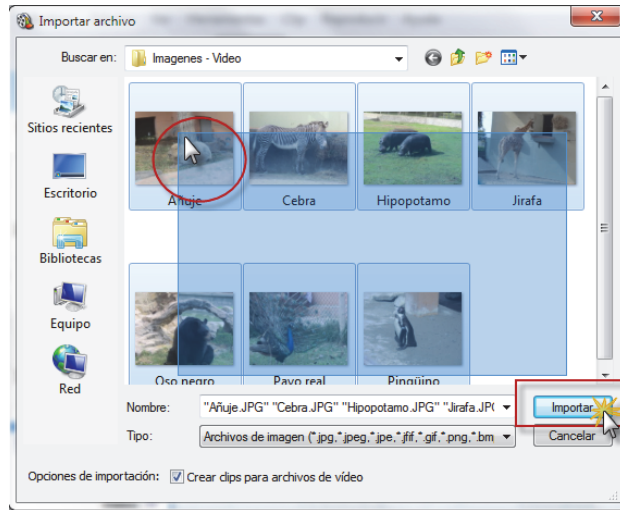 Importar archivo
Buscar en: Imagenes - Video
Sitios recientes
Escritorio
Bibliotecas
Equipo
Red
Añuje Cebra Hipopotamo Jirafa
Oso negro Pavo real Pingüino
Nombre: "Añuje.JPG" "Cebra.JPG" "Hipopotamo.JPG" "Jirafa.JP( Importar
Tipo: Archivos de imagen (*.jpg,*.jpeg,*.jpe,*.jfif,*.gif,*.png,*.bm Cancelar
Opciones de importación: Crear clips para archivos de vídeo